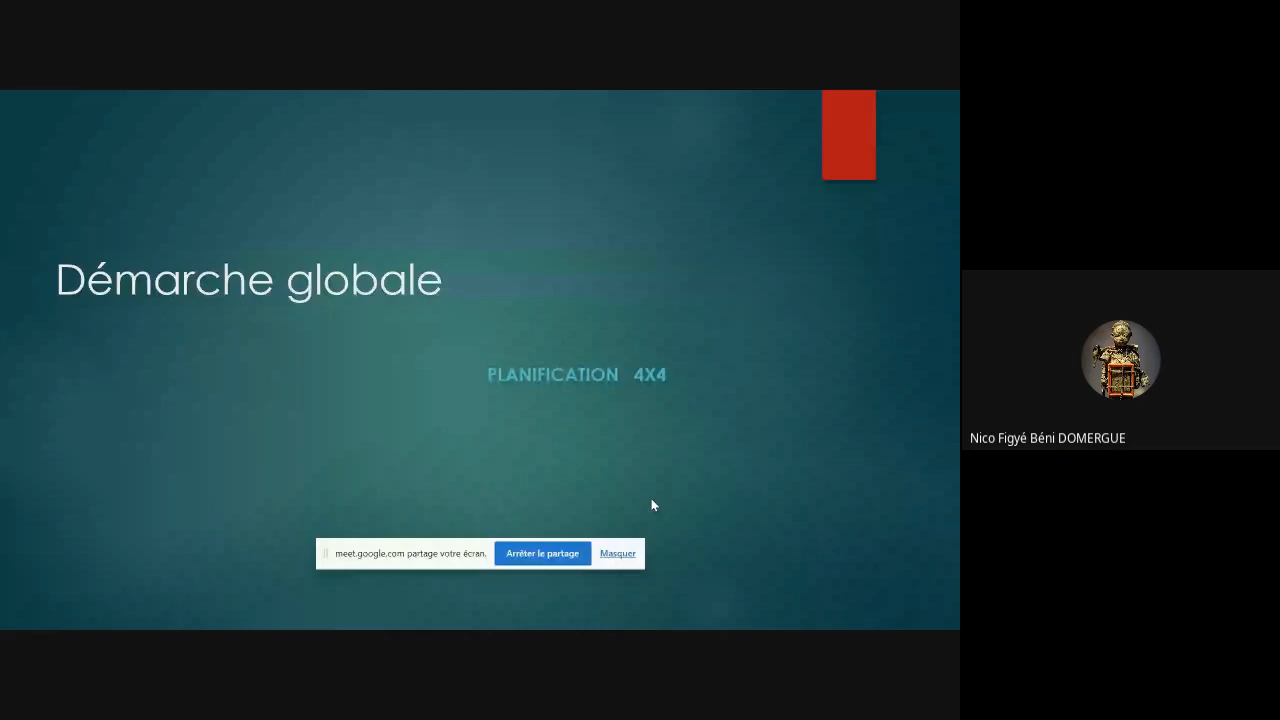 Démarche globale
PLANIFICATION 4X4
meet.google.com partage votre écran.
Arrêter le partage
Masquer
Nico Figyé Béni DOMERGUE